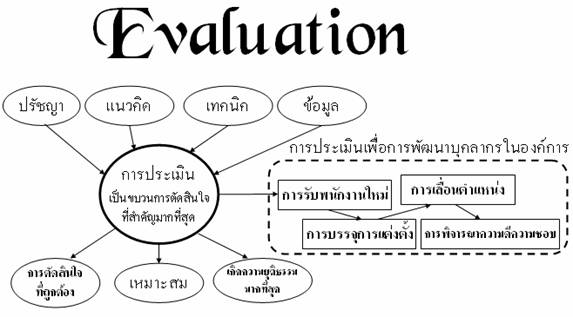 Evaluation
ปรัชญา
แนวคิด
เทคนิค
ข้อมูล
การประเมินเพื่อการพัฒนาบุคลากรในองค์การ
การประเมิน
เป็นขบวนการตัดสินใจ
ที่สำคัญมากที่สุด
การรับพนักงานใหม่
การเลื่อนตำแหน่ง
การบรรจุการแต่งตั้ง
การพิจารณาความดีความชอบ
การตัดสินใจ
ที่ถูกต้อง
เหมาะสม
เกิดความยุติธรรม
มากที่สุด